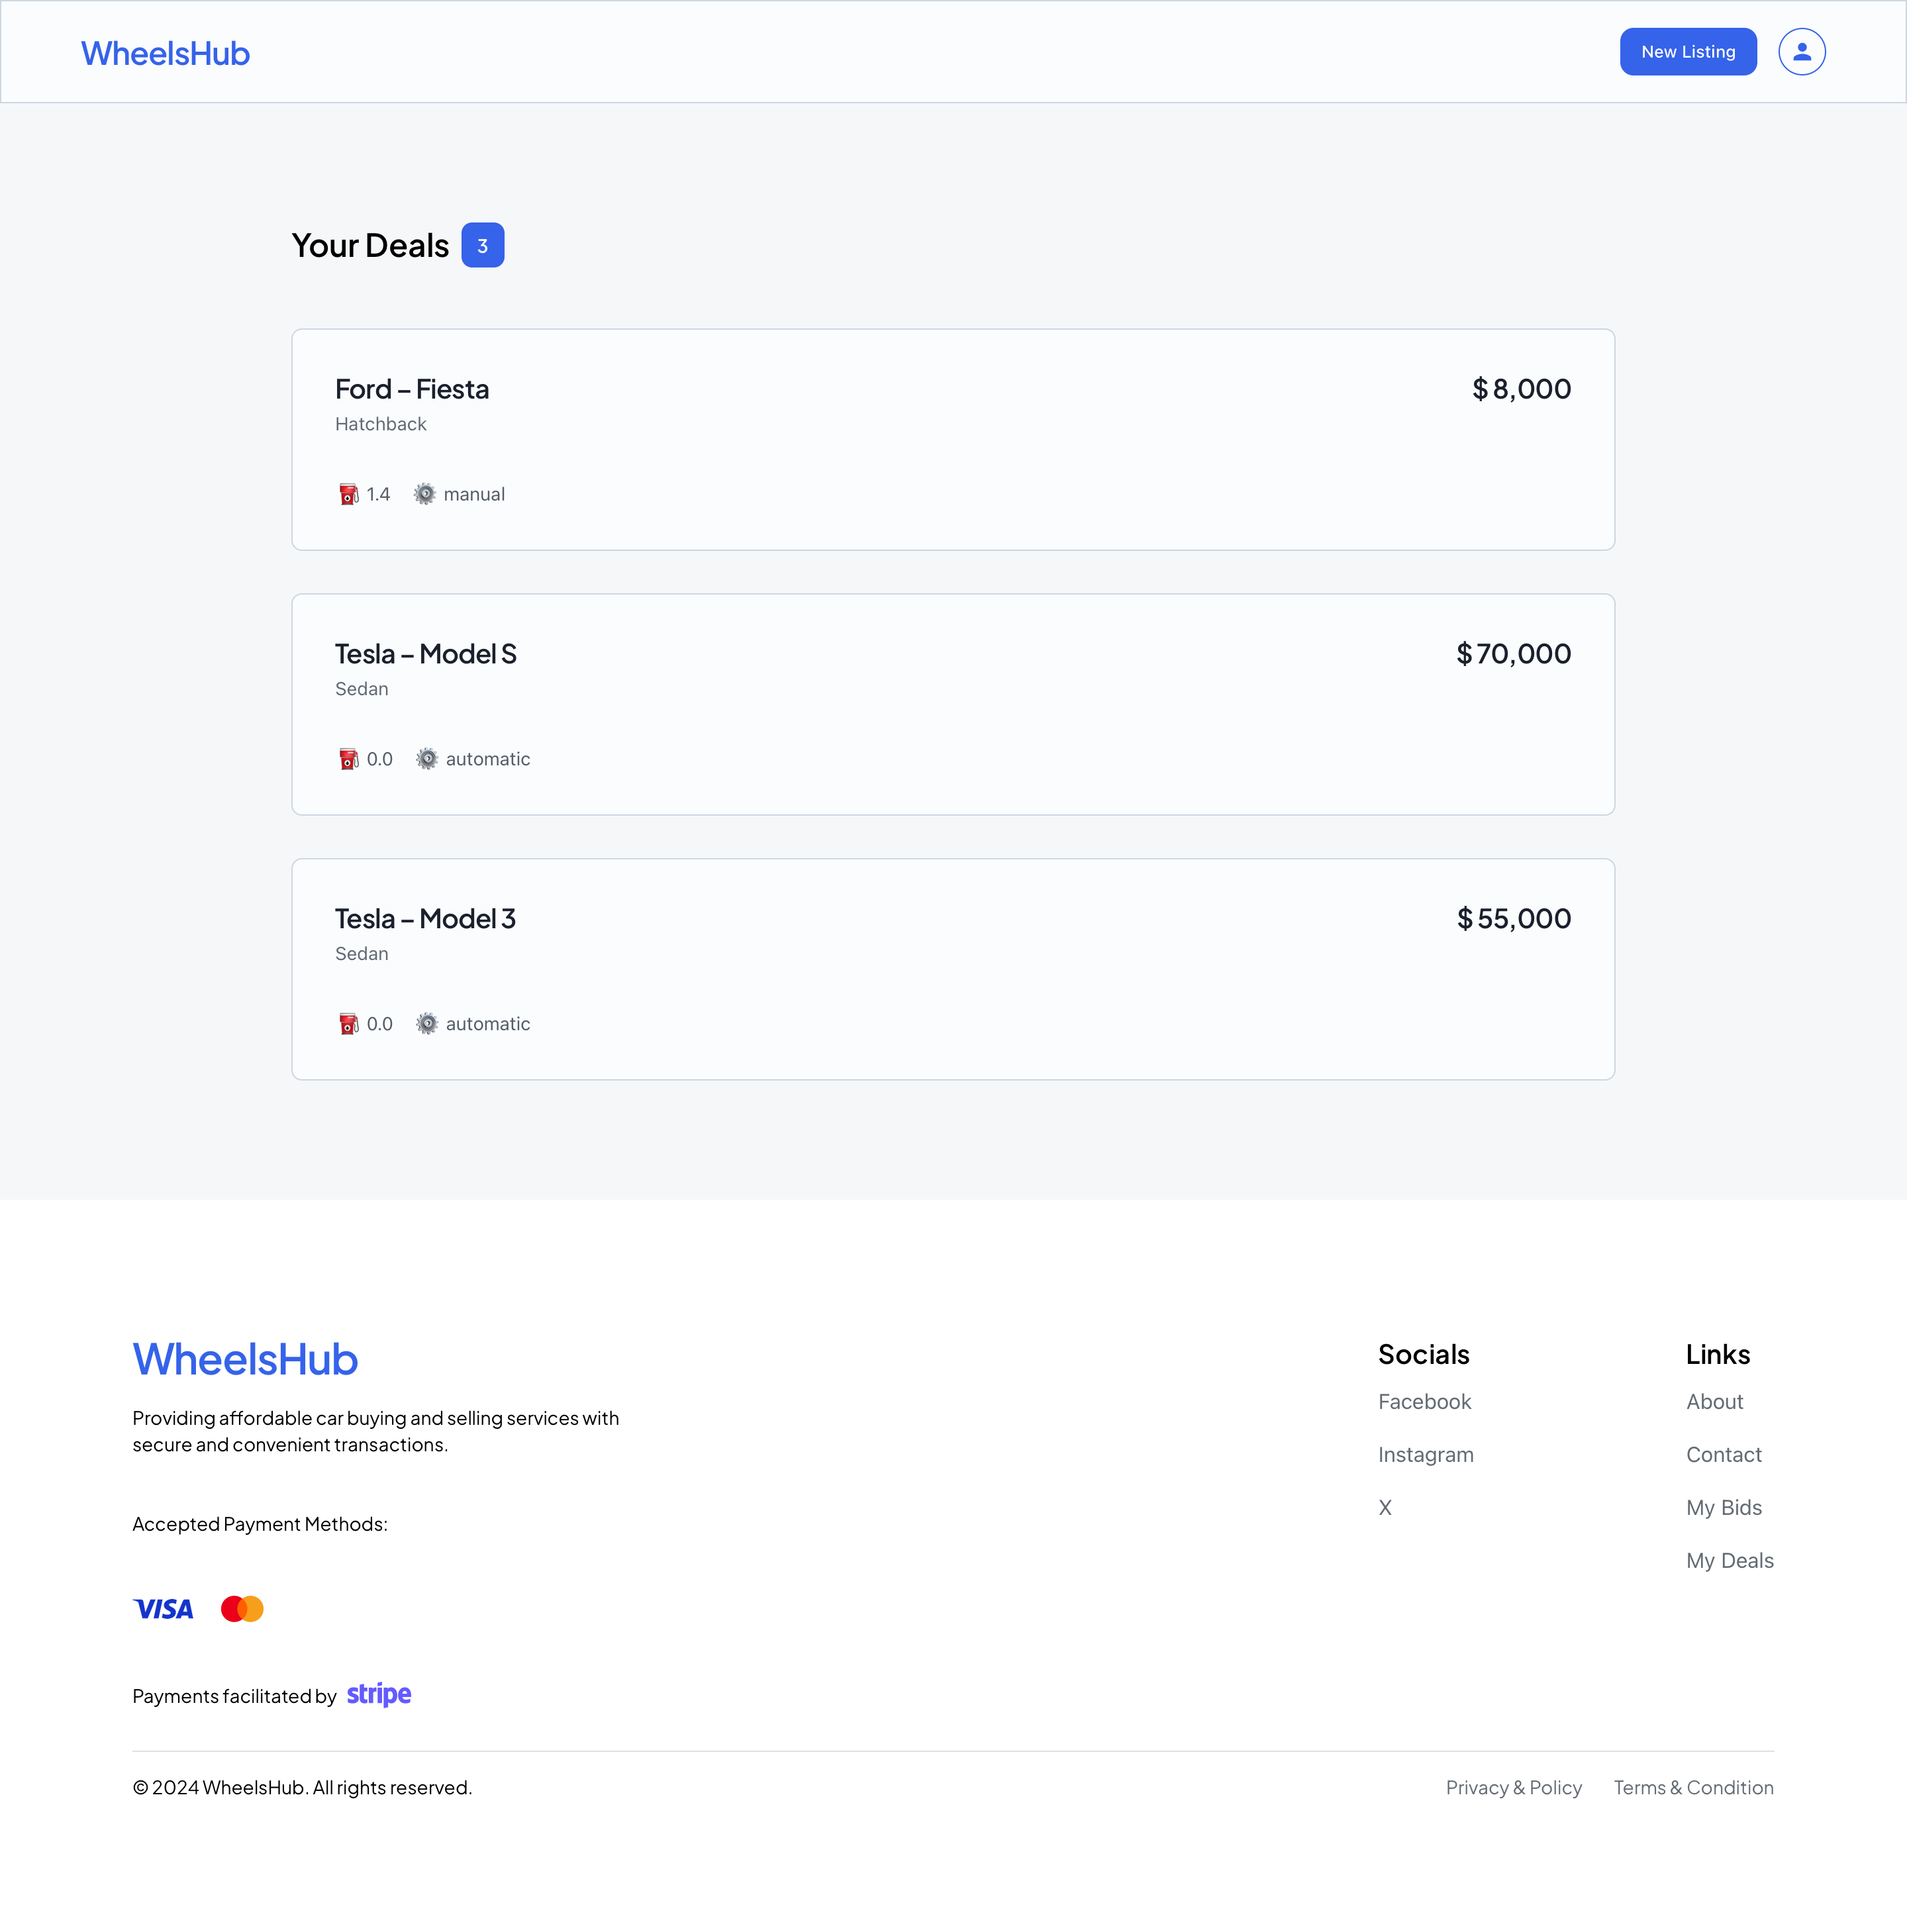 WheelsHub
New Listing
Your Deals 3
Ford – Fiesta
$ 8,000
Hatchback
1.4 manual
Tesla – Model S
$ 70,000
Sedan
0.0 automatic
Tesla – Model 3
$ 55,000
Sedan
0.0 automatic
WheelsHub
Providing affordable car buying and selling services with
secure and convenient transactions.
Accepted Payment Methods:
VISA
Payments facilitated by stripe
Socials
Facebook
Instagram
X
Links
About
Contact
My Bids
My Deals
© 2024 WheelsHub. All rights reserved.
Privacy & Policy
Terms & Condition